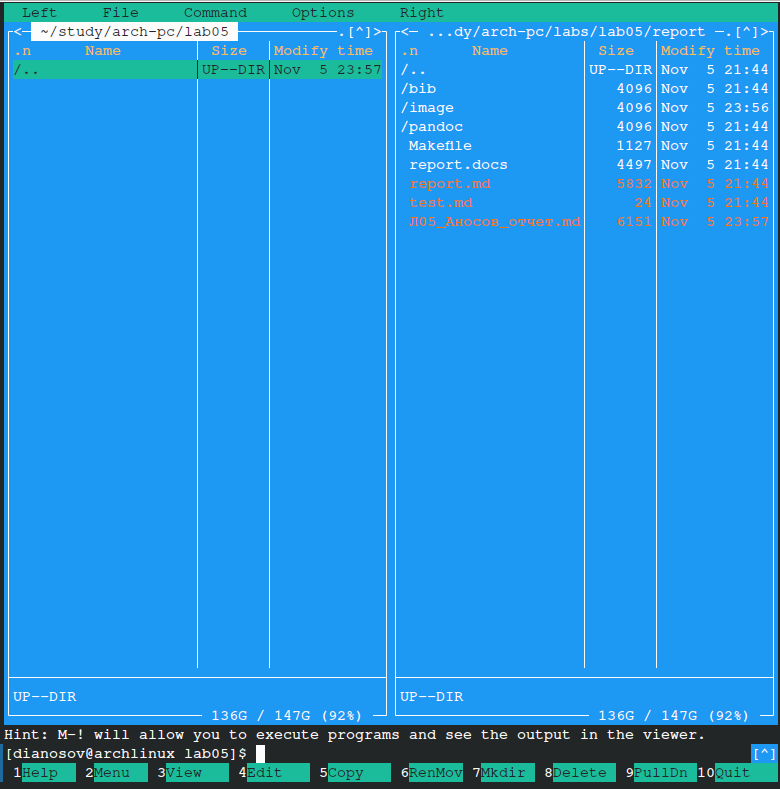 Left File Command Options Right
<─ ~/study/arch-pc/lab05 ─.[^]> <─ ...dy/arch-pc/labs/lab05/report ─.[^]>
.n Name Size Modify time .n Name Size Modify time
/.. UP--DIR Nov 5 23:57 /.. UP--DIR Nov 5 21:44
/bib 4096 Nov 5 21:44
/image 4096 Nov 5 23:56
/pandoc 4096 Nov 5 21:44
Makefile 1127 Nov 5 21:44
report.docs 4497 Nov 5 21:44
report.md 5832 Nov 5 21:44
test.md 24 Nov 5 21:44
Л05_Аносов_отчет.md 6151 Nov 5 23:57
UP--DIR UP--DIR
136G / 147G (92%) 136G / 147G (92%)
Hint: M-! will allow you to execute programs and see the output in the viewer.
[dianosov@archlinux lab05]$ [^]
1Help 2Menu 3View 4Edit 5Copy 6RenMov 7Mkdir 8Delete 9PullDn 10Quit